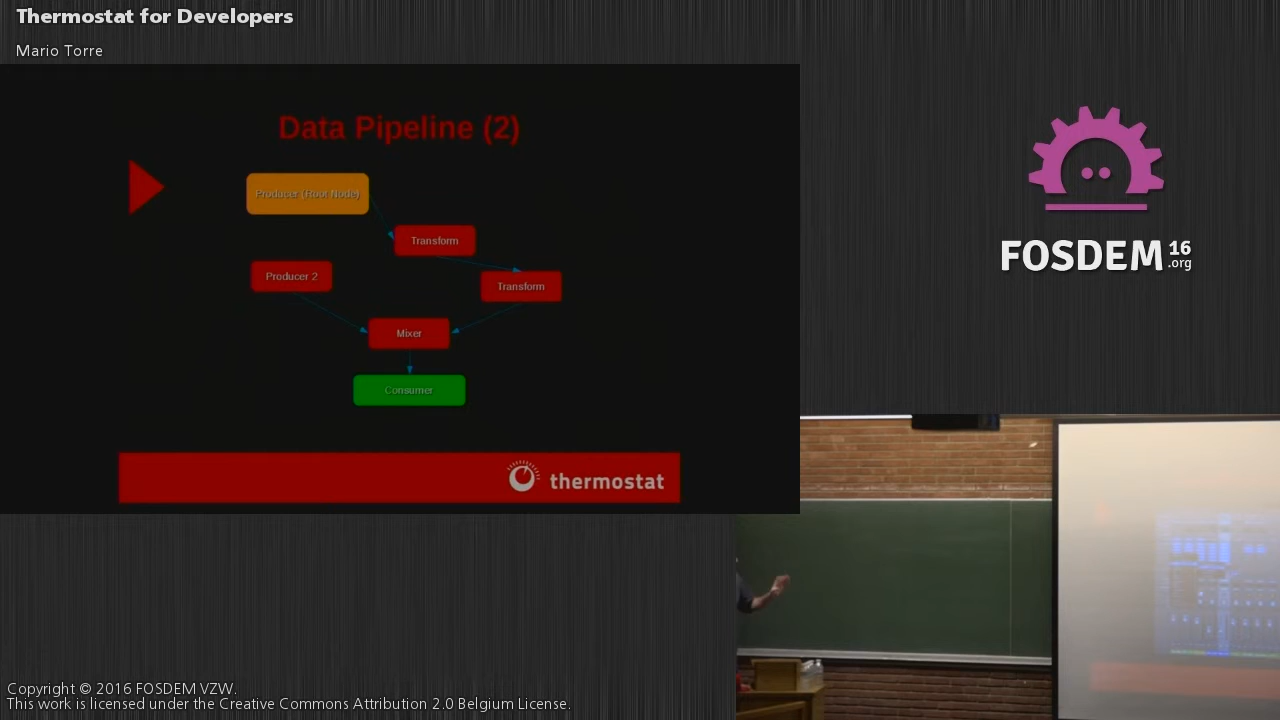 Thermostat for Developers
Mario Torre
Data Pipeline (2)
Producer (Root Node)
Transform
Producer 2
Transform
Mixer
Consumer
thermostat
FOSDEM 16
.org
Copyright © 2016 FOSDEM VZW.
This work is licensed under the Creative Commons Attribution 2.0 Belgium License.